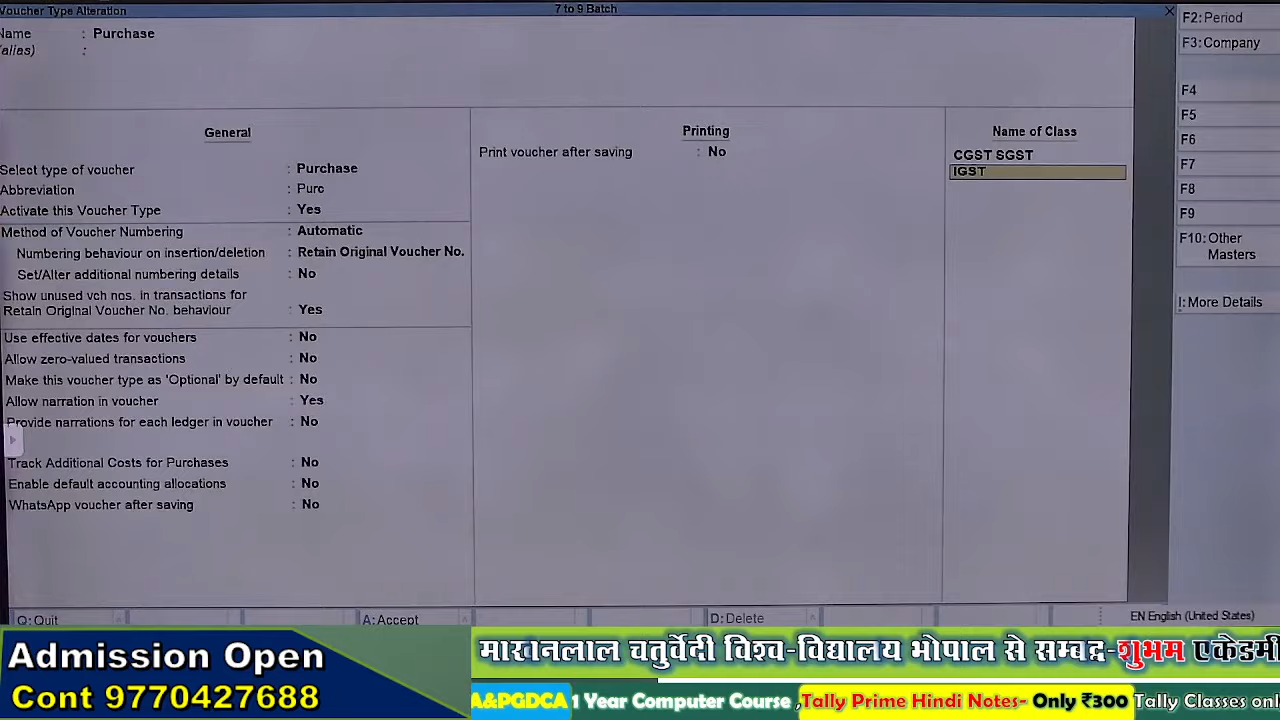 Voucher Type Alteration
7 to 9 Batch
Name : Purchase
(alias) :
General
Select type of voucher : Purchase
Abbreviation : Purc
Activate this Voucher Type : Yes
Method of Voucher Numbering : Automatic
Numbering behaviour on insertion/deletion : Retain Original Voucher No.
Set/Alter additional numbering details : No
Show unused vch nos. in transactions for
Retain Original Voucher No. behaviour : Yes
Use effective dates for vouchers : No
Allow zero-valued transactions : No
Make this voucher type as 'Optional' by default : No
Allow narration in voucher : Yes
Provide narrations for each ledger in voucher : No
Track Additional Costs for Purchases : No
Enable default accounting allocations : No
WhatsApp voucher after saving : No
Printing
Print voucher after saving : No
Name of Class
CGST SGST
IGST
F2: Period
F3: Company
F4
F5
F6
F7
F8
F9
F10: Other
Masters
I: More Details
Q: Quit
A: Accept
D: Delete
EN English (United States)
Admission Open
Cont 9770427688
माखनलाल चतुर्वेदी विश्व-विद्यालय भोपाल से सम्बद्द-शुभम एकेडमी
A&PGDCA 1 Year Computer Course ,Tally Prime Hindi Notes- Only ₹300 Tally Classes onl